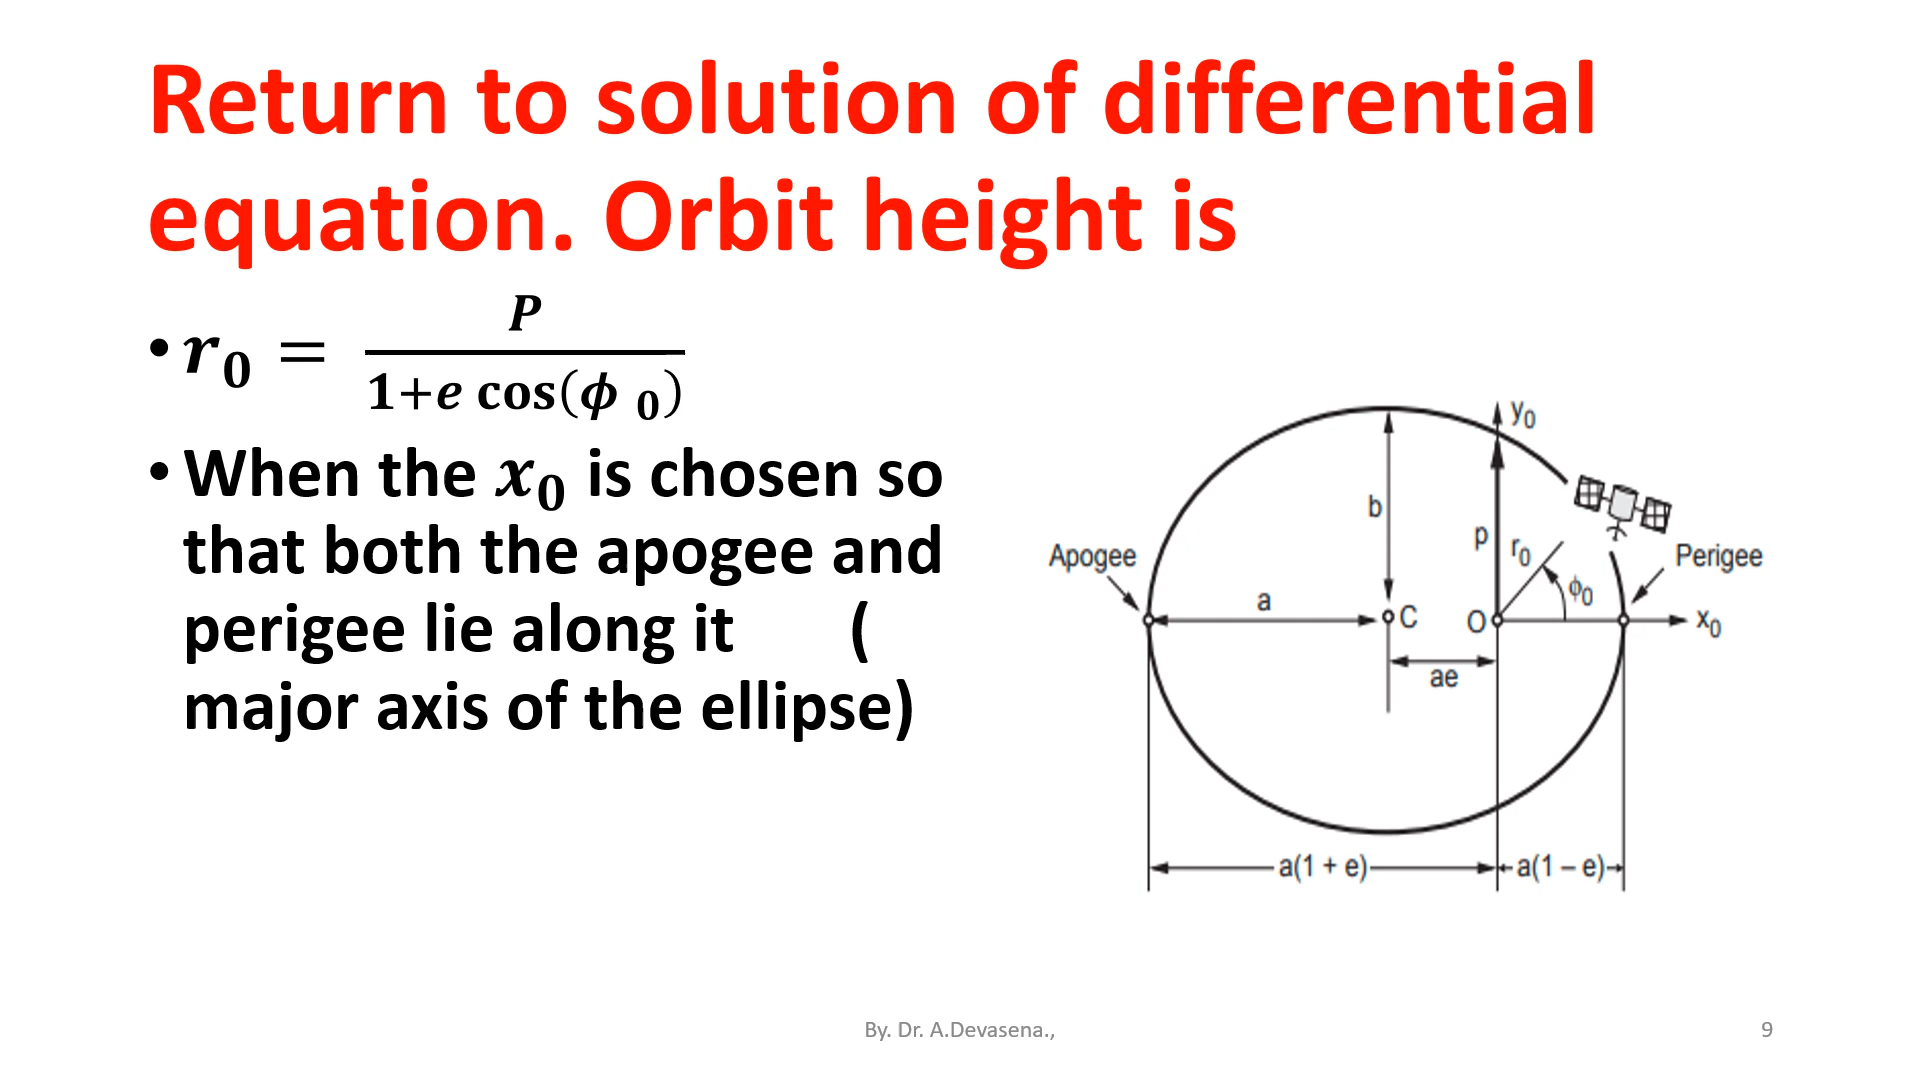 Return to solution of differential
equation. Orbit height is
• r₀ = P / 1+e cos(ϕ ₀)
• When the x₀ is chosen so
that both the apogee and
perigee lie along it (
major axis of the ellipse)
y₀
b
p
r₀
ϕ₀
Apogee
Perigee
a
C
O
x₀
ae
a(1 + e)
a(1 – e)
By. Dr. A.Devasena.,
9